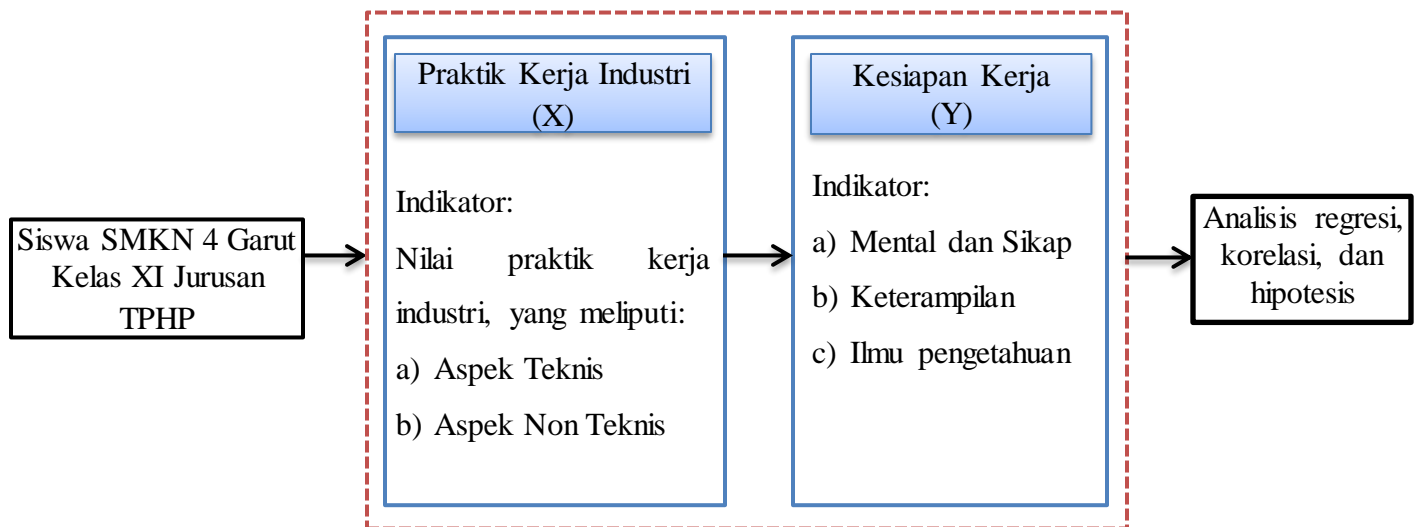 Siswa SMKN 4 Garut
Kelas XI Jurusan
TPHP
Praktik Kerja Industri
(X)
Indikator:
Nilai praktik kerja
industri, yang meliputi:
a) Aspek Teknis
b) Aspek Non Teknis
Kesiapan Kerja
(Y)
Indikator:
a) Mental dan Sikap
b) Keterampilan
c) Ilmu pengetahuan
Analisis regresi,
korelasi, dan
hipotesis